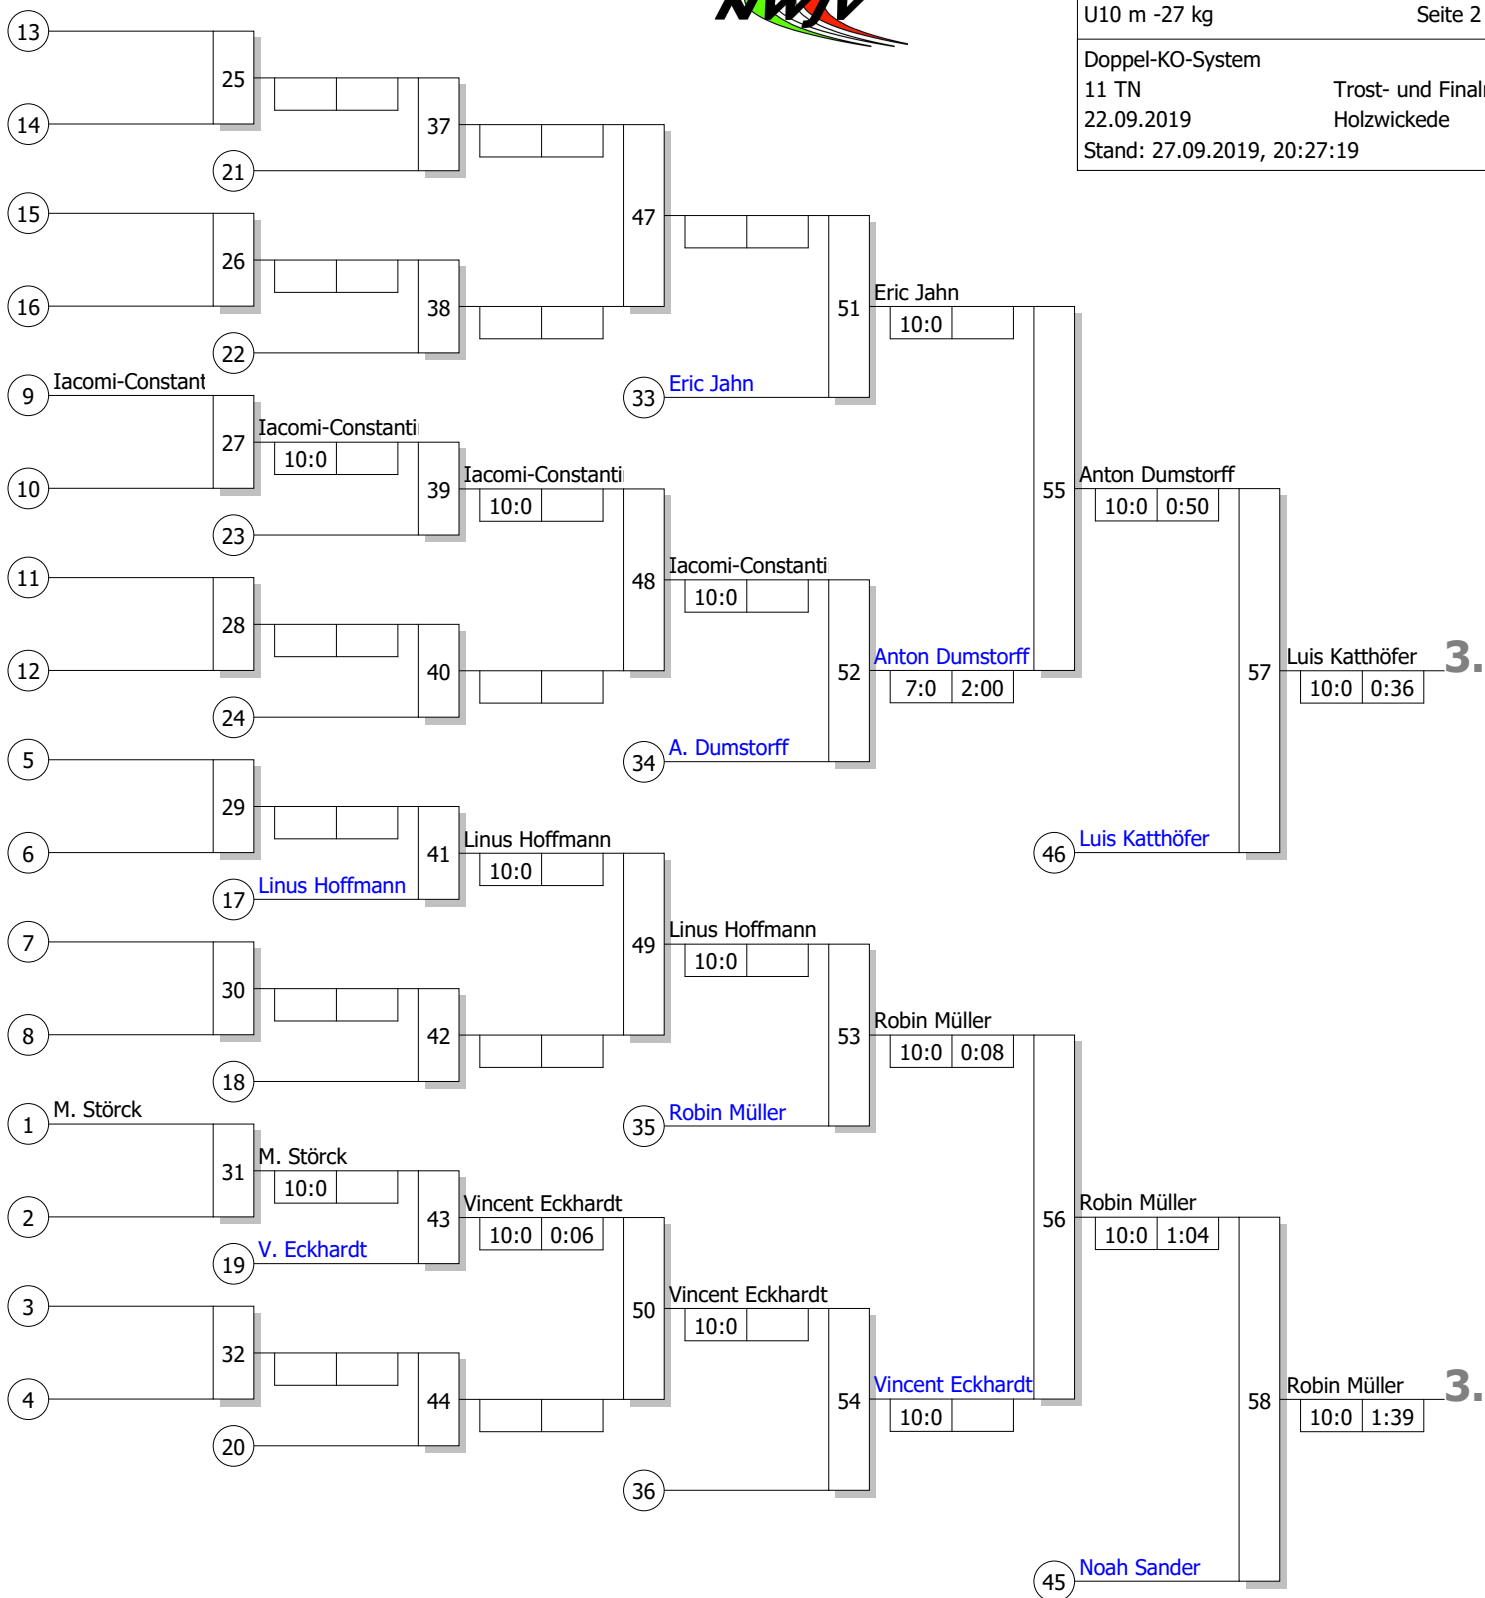 NWJV
U10 m -27 kg Seite 2
Doppel-KO-System
11 TN Trost- und Final
22.09.2019 Holzwickede
Stand: 27.09.2019, 20:27:19
13
25
14
37
21
15
47
26
16
38
51
Eric Jahn
10:0
22
9 Iacomi-Constant
33 Eric Jahn
27
Iacomi-Constanti
10:0
10
39
Iacomi-Constanti
10:0
55
Anton Dumstorff
10:0 0:50
23
11
48
Iacomi-Constanti
10:0
28
12
40
52
Anton Dumstorff
7:0 2:00
57
Luis Katthöfer
10:0 0:36
3.
24
5
34 A. Dumstorff
29
6
41
Linus Hoffmann
10:0
46 Luis Katthöfer
17 Linus Hoffmann
7
49
Linus Hoffmann
10:0
30
8
42
53
Robin Müller
10:0 0:08
18
1 M. Störck
35 Robin Müller
31
M. Störck
10:0
2
43
Vincent Eckhardt
10:0 0:06
56
Robin Müller
10:0 1:04
19 V. Eckhardt
3
50
Vincent Eckhardt
10:0
32
4
44
54
Vincent Eckhardt
10:0
58
Robin Müller
10:0 1:39
3.
20
36
45 Noah Sander